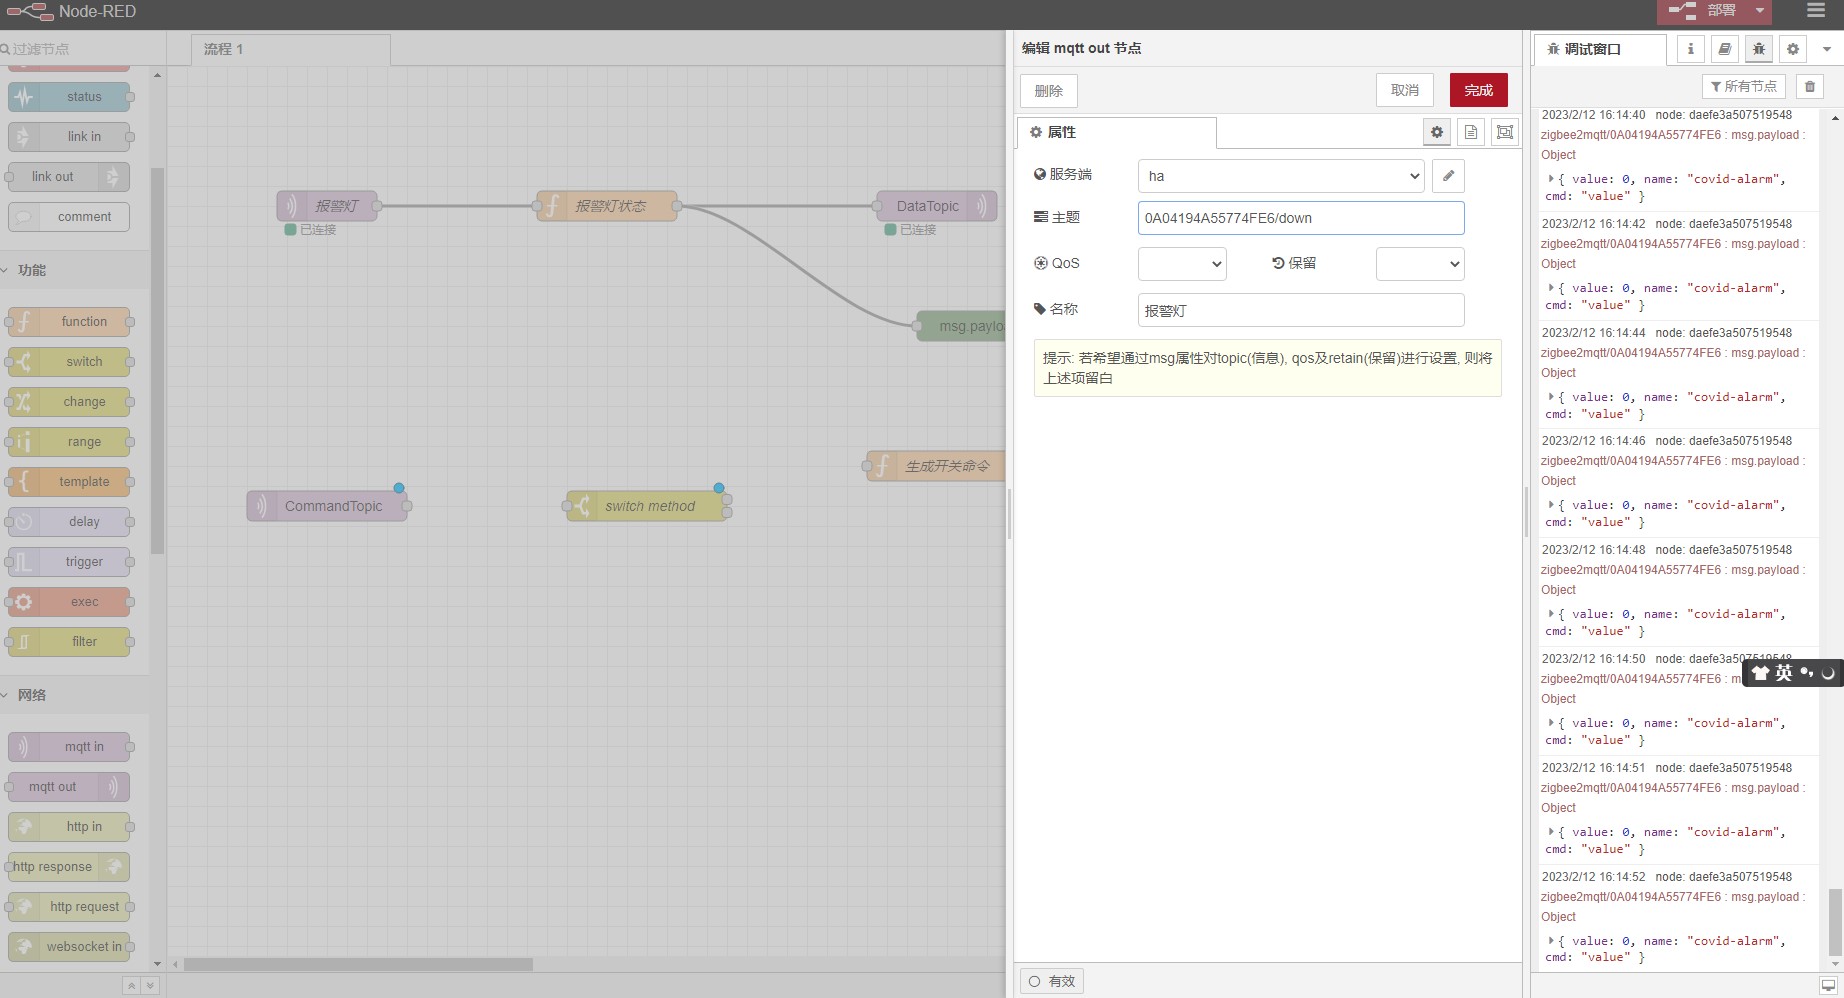 Node-RED
部署
过滤节点
status
link in
link out
comment
功能
function
switch
change
range
template
delay
trigger
exec
filter
网络
mqtt in
mqtt out
http in
http response
http request
websocket in
流程 1
报警灯
已连接
报警灯状态
DataTopic
已连接
msg.paylo
生成开关命令
CommandTopic
switch method
编辑 mqtt out 节点
删除
取消
完成
属性
服务端
ha
主题
0A04194A55774FE6/down
QoS
保留
名称
报警灯
提示: 若希望通过msg属性对topic(信息), qos及retain(保留)进行设置, 则将
上述项留白
有效
调试窗口
所有节点
2023/2/12 16:14:40 node: daefe3a507519548
zigbee2mqtt/0A04194A55774FE6 : msg.payload :
Object
{ value: 0, name: "covid-alarm",
cmd: "value" }
2023/2/12 16:14:42 node: daefe3a507519548
zigbee2mqtt/0A04194A55774FE6 : msg.payload :
Object
{ value: 0, name: "covid-alarm",
cmd: "value" }
2023/2/12 16:14:44 node: daefe3a507519548
zigbee2mqtt/0A04194A55774FE6 : msg.payload :
Object
{ value: 0, name: "covid-alarm",
cmd: "value" }
2023/2/12 16:14:46 node: daefe3a507519548
zigbee2mqtt/0A04194A55774FE6 : msg.payload :
Object
{ value: 0, name: "covid-alarm",
cmd: "value" }
2023/2/12 16:14:48 node: daefe3a507519548
zigbee2mqtt/0A04194A55774FE6 : msg.payload :
Object
{ value: 0, name: "covid-alarm",
cmd: "value" }
2023/2/12 16:14:50 node: daefe3a507519548
zigbee2mqtt/0A04194A55774FE6 : m
英
Object
{ value: 0, name: "covid-alarm",
cmd: "value" }
2023/2/12 16:14:51 node: daefe3a507519548
zigbee2mqtt/0A04194A55774FE6 : msg.payload :
Object
{ value: 0, name: "covid-alarm",
cmd: "value" }
2023/2/12 16:14:52 node: daefe3a507519548
zigbee2mqtt/0A04194A55774FE6 : msg.payload :
Object
{ value: 0, name: "covid-alarm",
cmd: "value" }